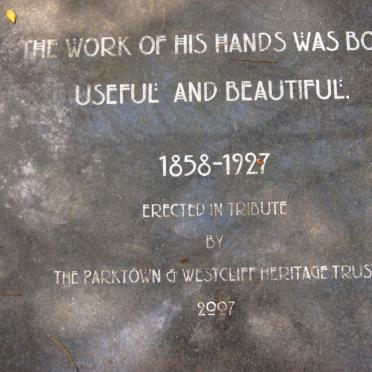 THE WORK OF HIS HANDS WAS BO
USEFUL AND BEAUTIFUL.
1858-1927
ERECTED IN TRIBUTE
BY
THE PARKTOWN & WESTCLIFF HERITAGE TRUS
2007